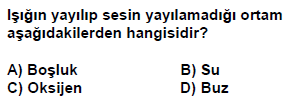 Işığın yayılıp sesin yayılamadığı ortam
aşağıdakilerden hangisidir?
A) Boşluk B) Su
C) Oksijen D) Buz